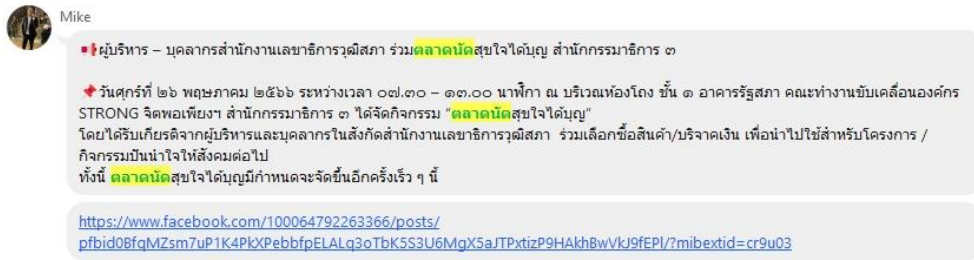 Mike
📢ผู้บริหาร – บุคลากรสำนักงานเลขาธิการวุฒิสภา ร่วมตลาดนัดสุขใจได้บุญ สำนักกรรมาธิการ ๓
📌วันศุกร์ที่ ๒๖ พฤษภาคม ๒๕๖๖ ระหว่างเวลา ๐๗.๓๐ – ๑๓.๐๐ นาฬิกา ณ บริเวณห้องโถง ชั้น ๑ อาคารรัฐสภา คณะทำงานขับเคลื่อนองค์กร
STRONG จิตพอเพียงฯ สำนักกรรมาธิการ ๓ ได้จัดกิจกรรม “ตลาดนัดสุขใจได้บุญ”
โดยได้รับเกียรติจากผู้บริหารและบุคลากรในสังกัดสำนักงานเลขาธิการวุฒิสภา ร่วมเลือกซื้อสินค้า/บริจาคเงิน เพื่อนำไปใช้สำหรับโครงการ /
กิจกรรมปันน้ำใจให้สังคมต่อไป
ทั้งนี้ ตลาดนัดสุขใจได้บุญมีกำหนดจะจัดขึ้นอีกครั้งเร็ว ๆ นี้
https://www.facebook.com/100064792263366/posts/
pfbid0BfqMZsm7uP1K4PkXPebbfpELALq3oTbK5S3U6MgX5aJTPxtizP9HAkhBwVkJ9fEPl/?mibextid=cr9u03